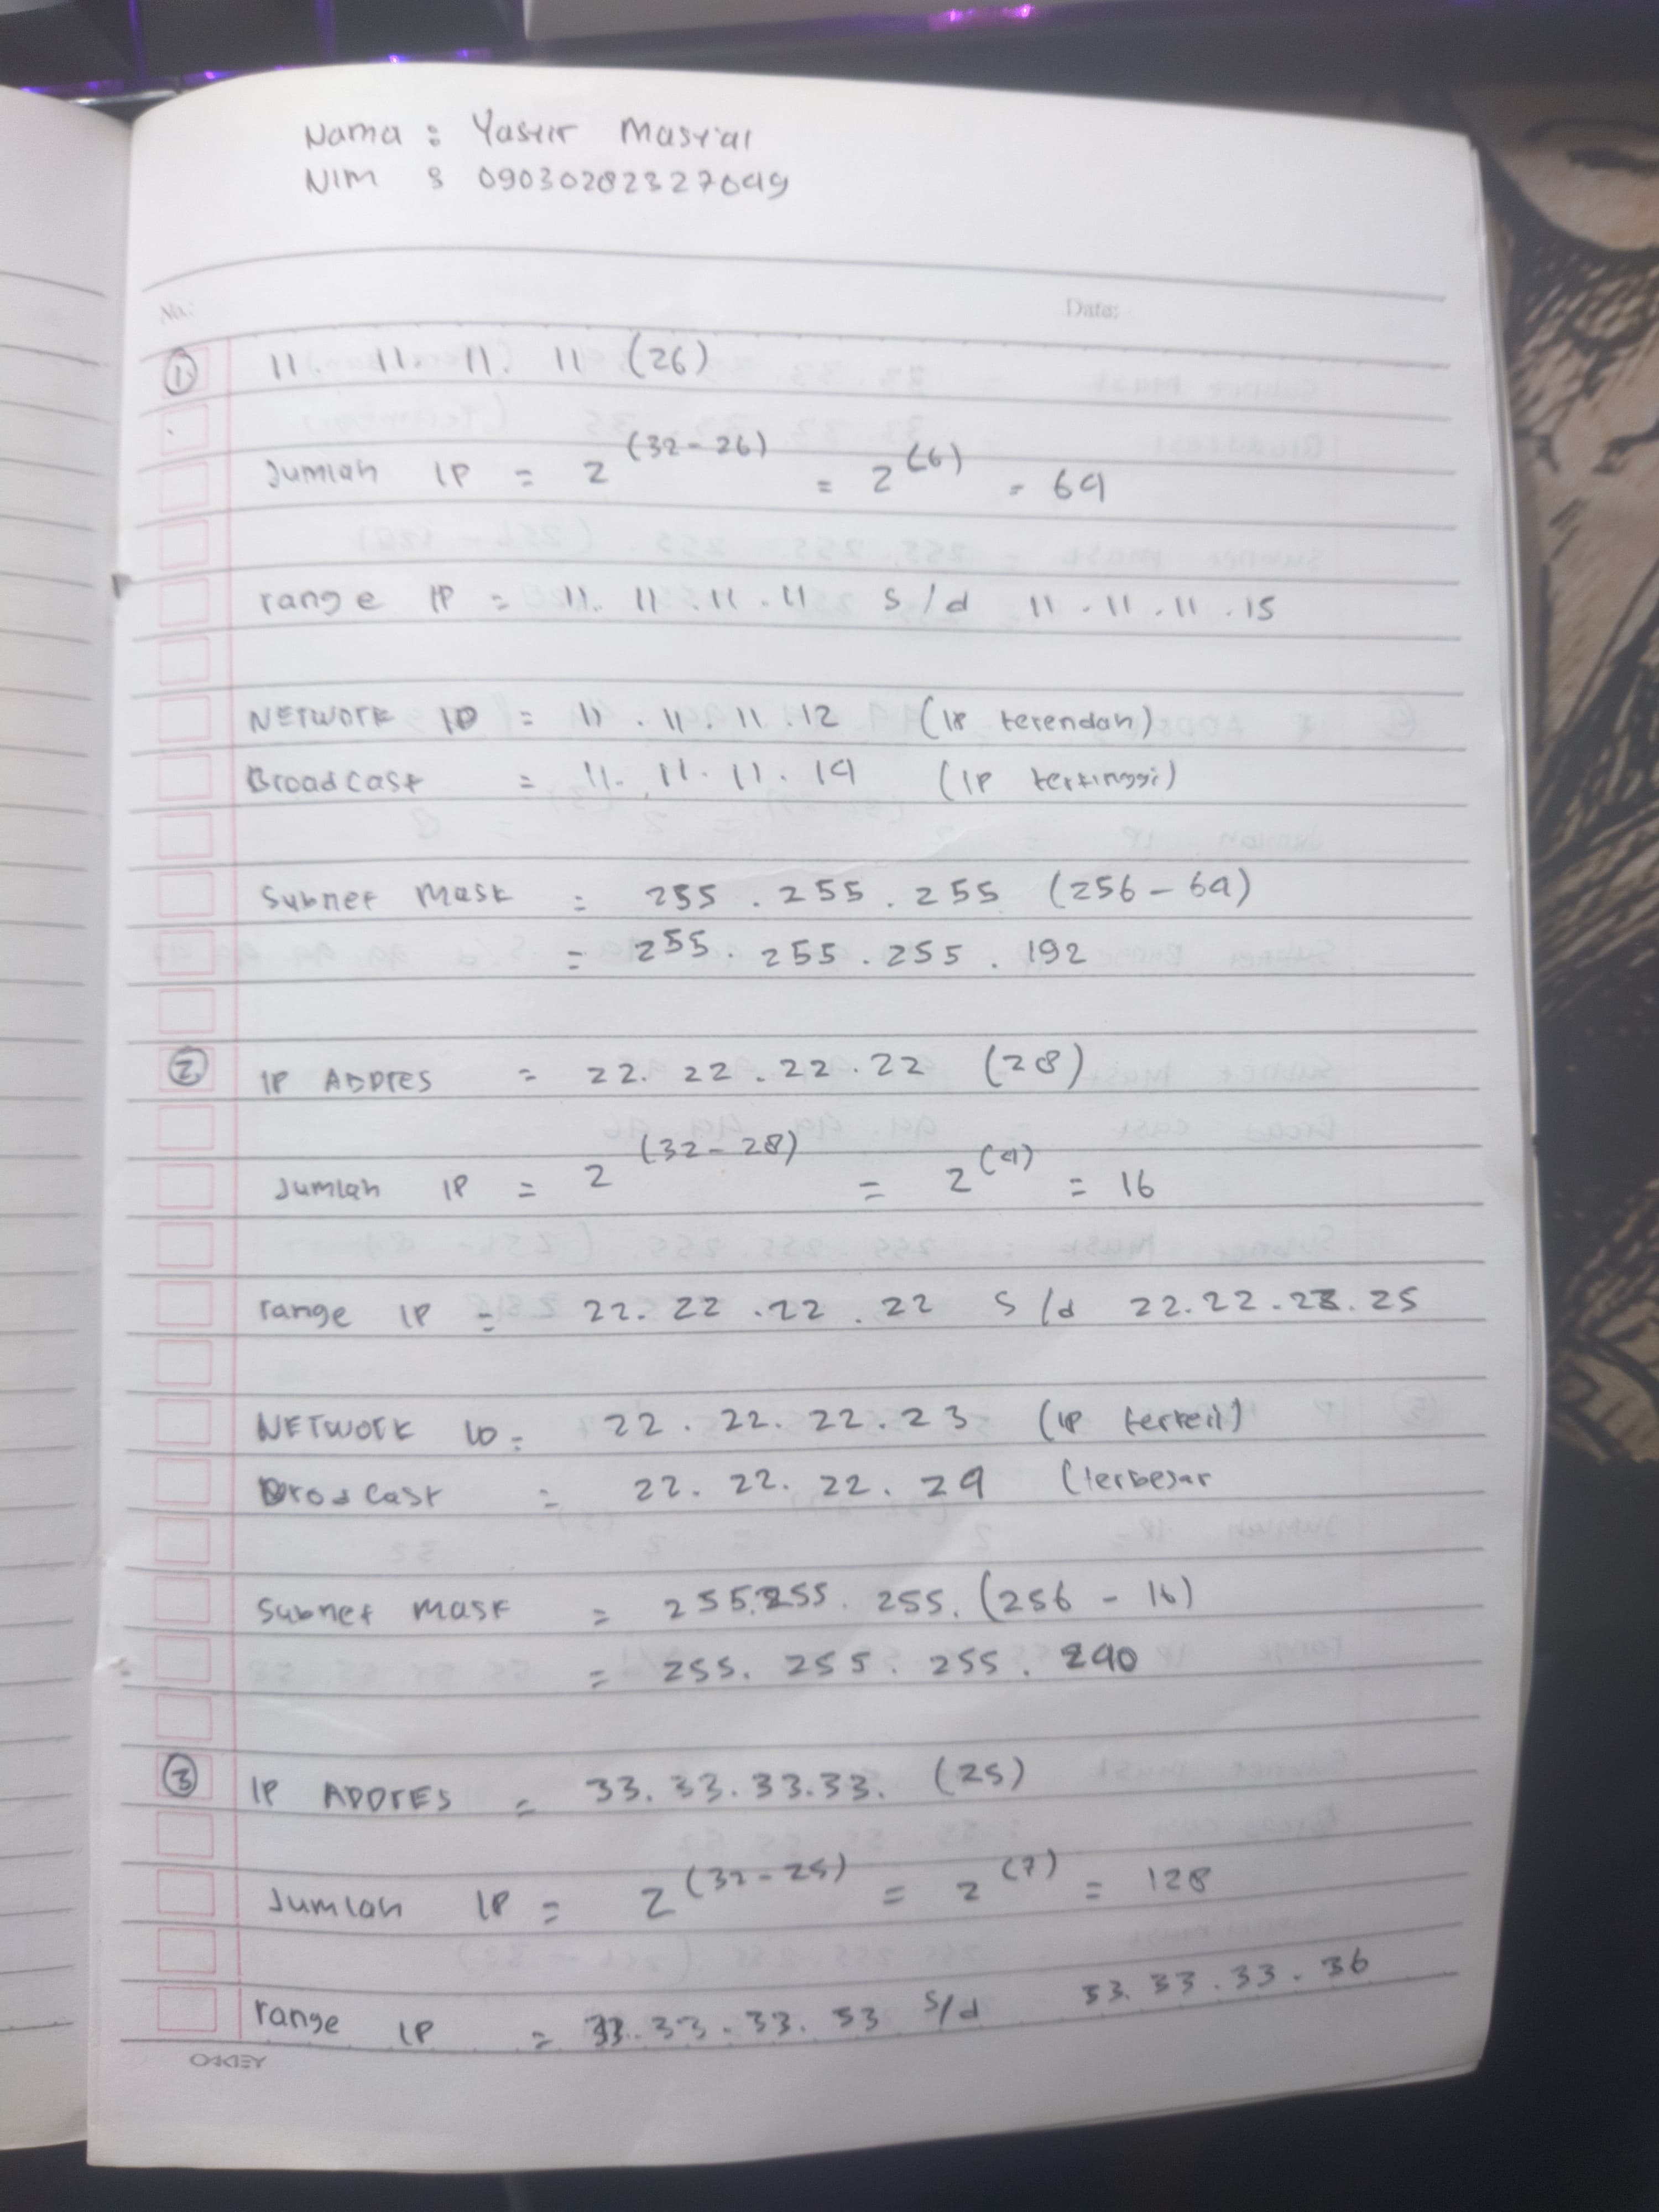 Nama : Yasir Masyal
NIM : 09030282327049
No:
Date:
1. 11. 11. 11. 11 (26)
Jumlah IP = 2^(32-26) = 2^(6) = 64
range IP = 11. 11 .11 .11 s/d 11 .11 .11 .15
NETWORK ID = 11 .11 .11 .12 (IP terendah)
Broadcast = 11. 11. 11. 14 (IP tertinggi)
Subnet Mask = 255 .255 .255 (256-64)
= 255. 255 .255 .192
2 IP ADDRES = 22. 22 .22 .22 (28)
Jumlah IP = 2^(32-28) = 2^(4) = 16
range IP = 22. 22 .22 .22 s/d 22.22.22.25
NETWORK ID = 22 .22. 22 .23 (IP terkecil)
Brodcast = 22. 22. 22. 24 (terbesar
Subnet Mask = 255.255. 255. (256 - 16)
= 255. 255. 255. 240
3 IP ADDRES = 33. 33. 33.33. (25)
Jumlah IP = 2^(32-25) = 2^(7) = 128
range IP = 33. 33. 33. 33 s/d 33. 33. 33. 36
OAKLEY